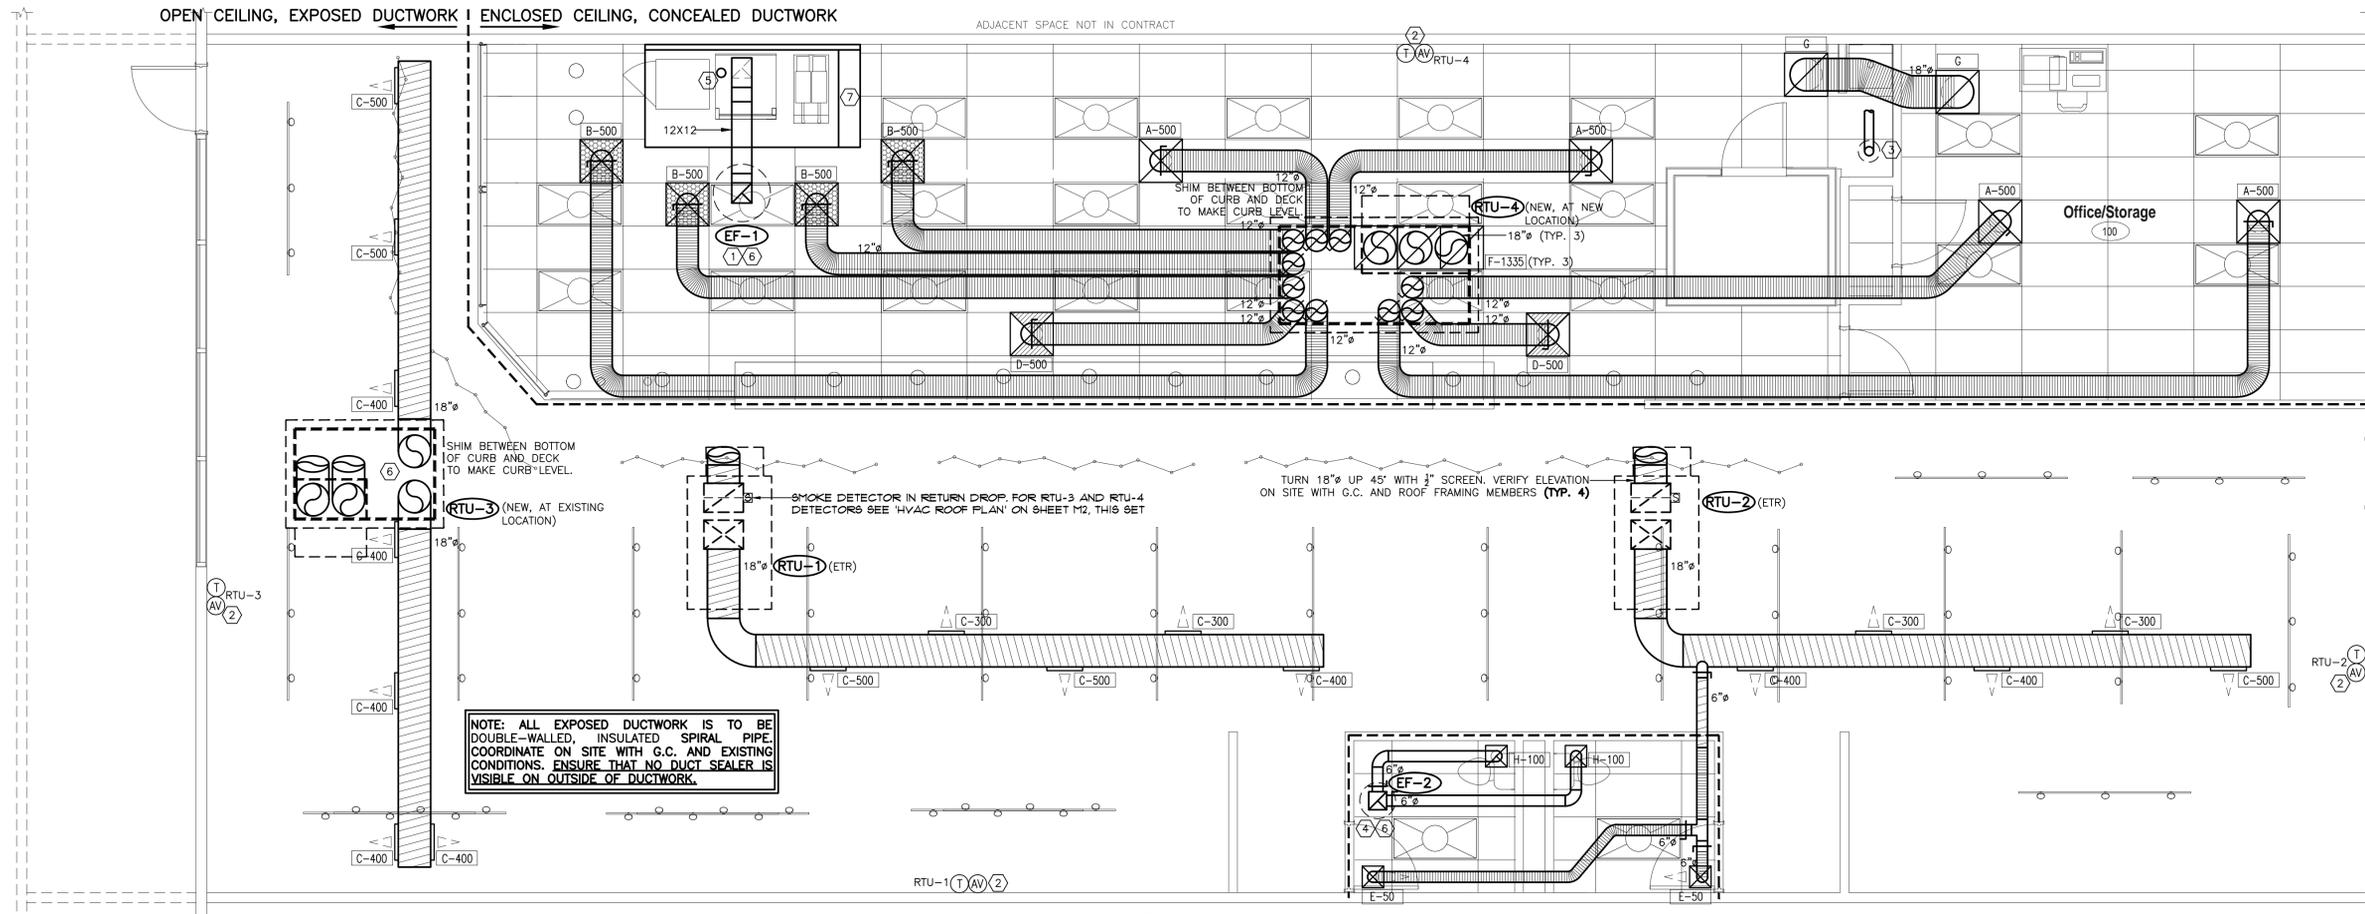 OPEN CEILING, EXPOSED DUCTWORK
ENCLOSED CEILING, CONCEALED DUCTWORK
ADJACENT SPACE NOT IN CONTRACT
2
T
AV
RTU-4
G
G
18"ø
C-500
5
7
12X12
B-500
B-500
A-500
A-500
3
B-500
B-500
12"ø
12"ø
SHIM BETWEEN BOTTOM
OF CURB AND DECK
TO MAKE CURB LEVEL.
RTU-4
(NEW, AT NEW
LOCATION)
A-500
A-500
Office/Storage
100
EF-1
1
6
C-500
12"ø
12"ø
18"ø (TYP. 3)
F-1335
(TYP. 3)
12"ø
12"ø
12"ø
12"ø
12"ø
12"ø
12"ø
D-500
D-500
C-400
18"ø
SHIM BETWEEN BOTTOM
OF CURB AND DECK
TO MAKE CURB LEVEL.
6
RTU-3
(NEW, AT EXISTING
LOCATION)
18"ø
C-400
SMOKE DETECTOR IN RETURN DROP. FOR RTU-3 AND RTU-4
DETECTORS SEE 'HVAC ROOF PLAN' ON SHEET M2, THIS SET
TURN 18"ø UP 45° WITH ½" SCREEN. VERIFY ELEVATION
ON SITE WITH G.C. AND ROOF FRAMING MEMBERS (TYP. 4)
RTU-2
(ETR)
18"ø
RTU-1
(ETR)
18"ø
T
RTU-3
AV
2
C-300
C-300
C-300
C-300
C-500
C-500
C-400
C-400
C-400
C-500
RTU-2
T
AV
2
C-400
6"ø
NOTE: ALL EXPOSED DUCTWORK IS TO BE
DOUBLE-WALLED, INSULATED SPIRAL PIPE.
COORDINATE ON SITE WITH G.C. AND EXISTING
CONDITIONS. ENSURE THAT NO DUCT SEALER IS
VISIBLE ON OUTSIDE OF DUCTWORK.
H-100
H-100
6"ø
EF-2
6"ø
4
6
6"ø
6"ø
C-400
C-400
E-50
E-50
RTU-1
T
AV
2